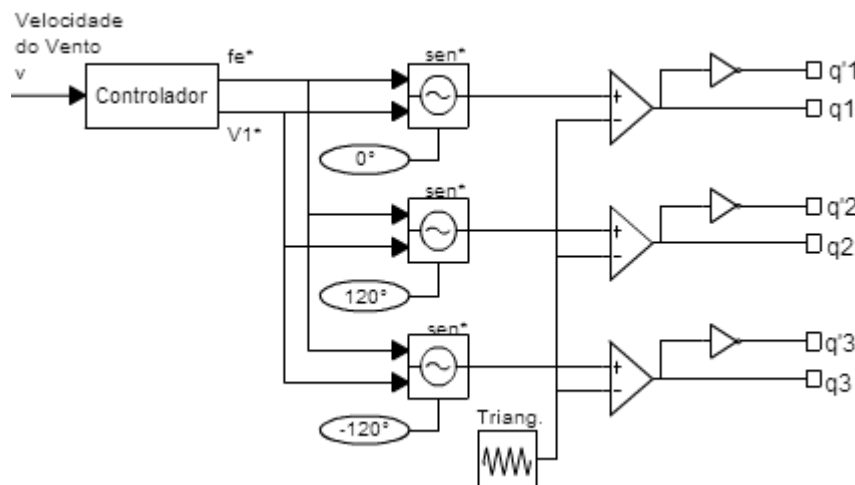 Velocidade
do Vento
v
Controlador
fe*
V1*
sen*
0°
+
−
q'1
q1
sen*
120°
+
−
q'2
q2
sen*
-120°
Triang.
+
−
q'3
q3